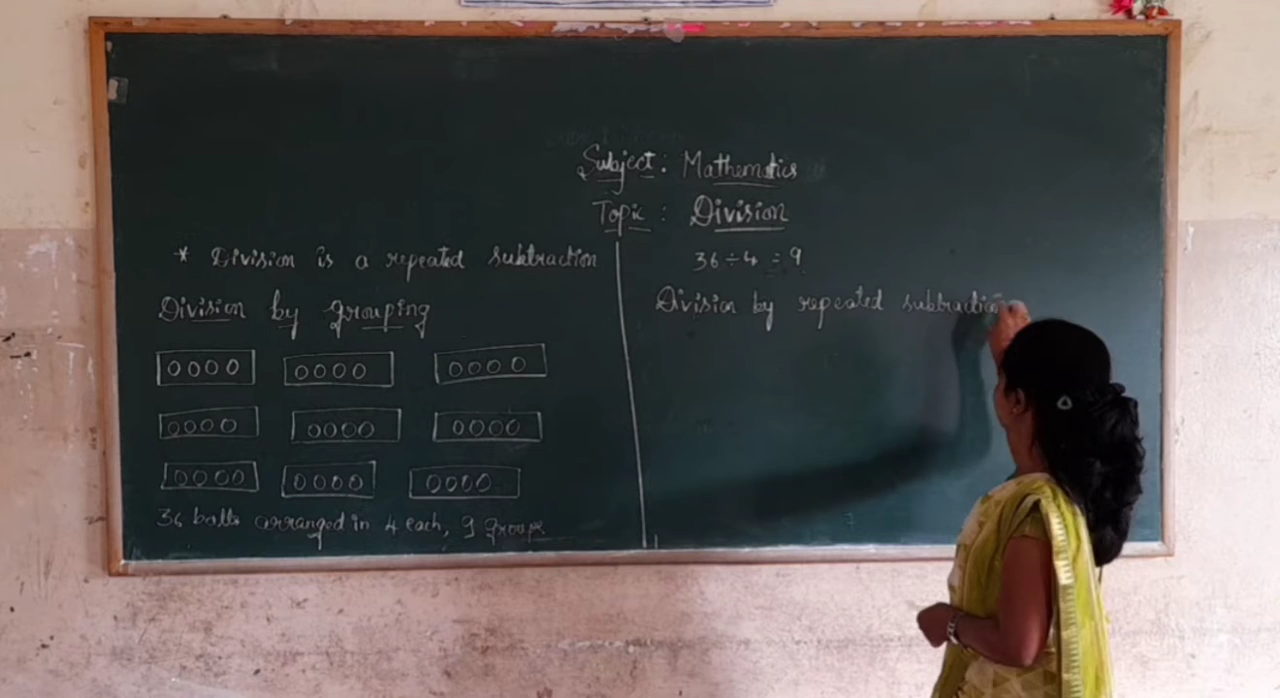 Subject: Mathematics
Topic : Division
* Division is a repeated subtraction
Division by grouping
0000 0000 0000
0000 0000 0000
0000 0000 0000
36 balls arranged in 4 each, 9 groups
36 ÷ 4 = 9
Division by repeated subtraction